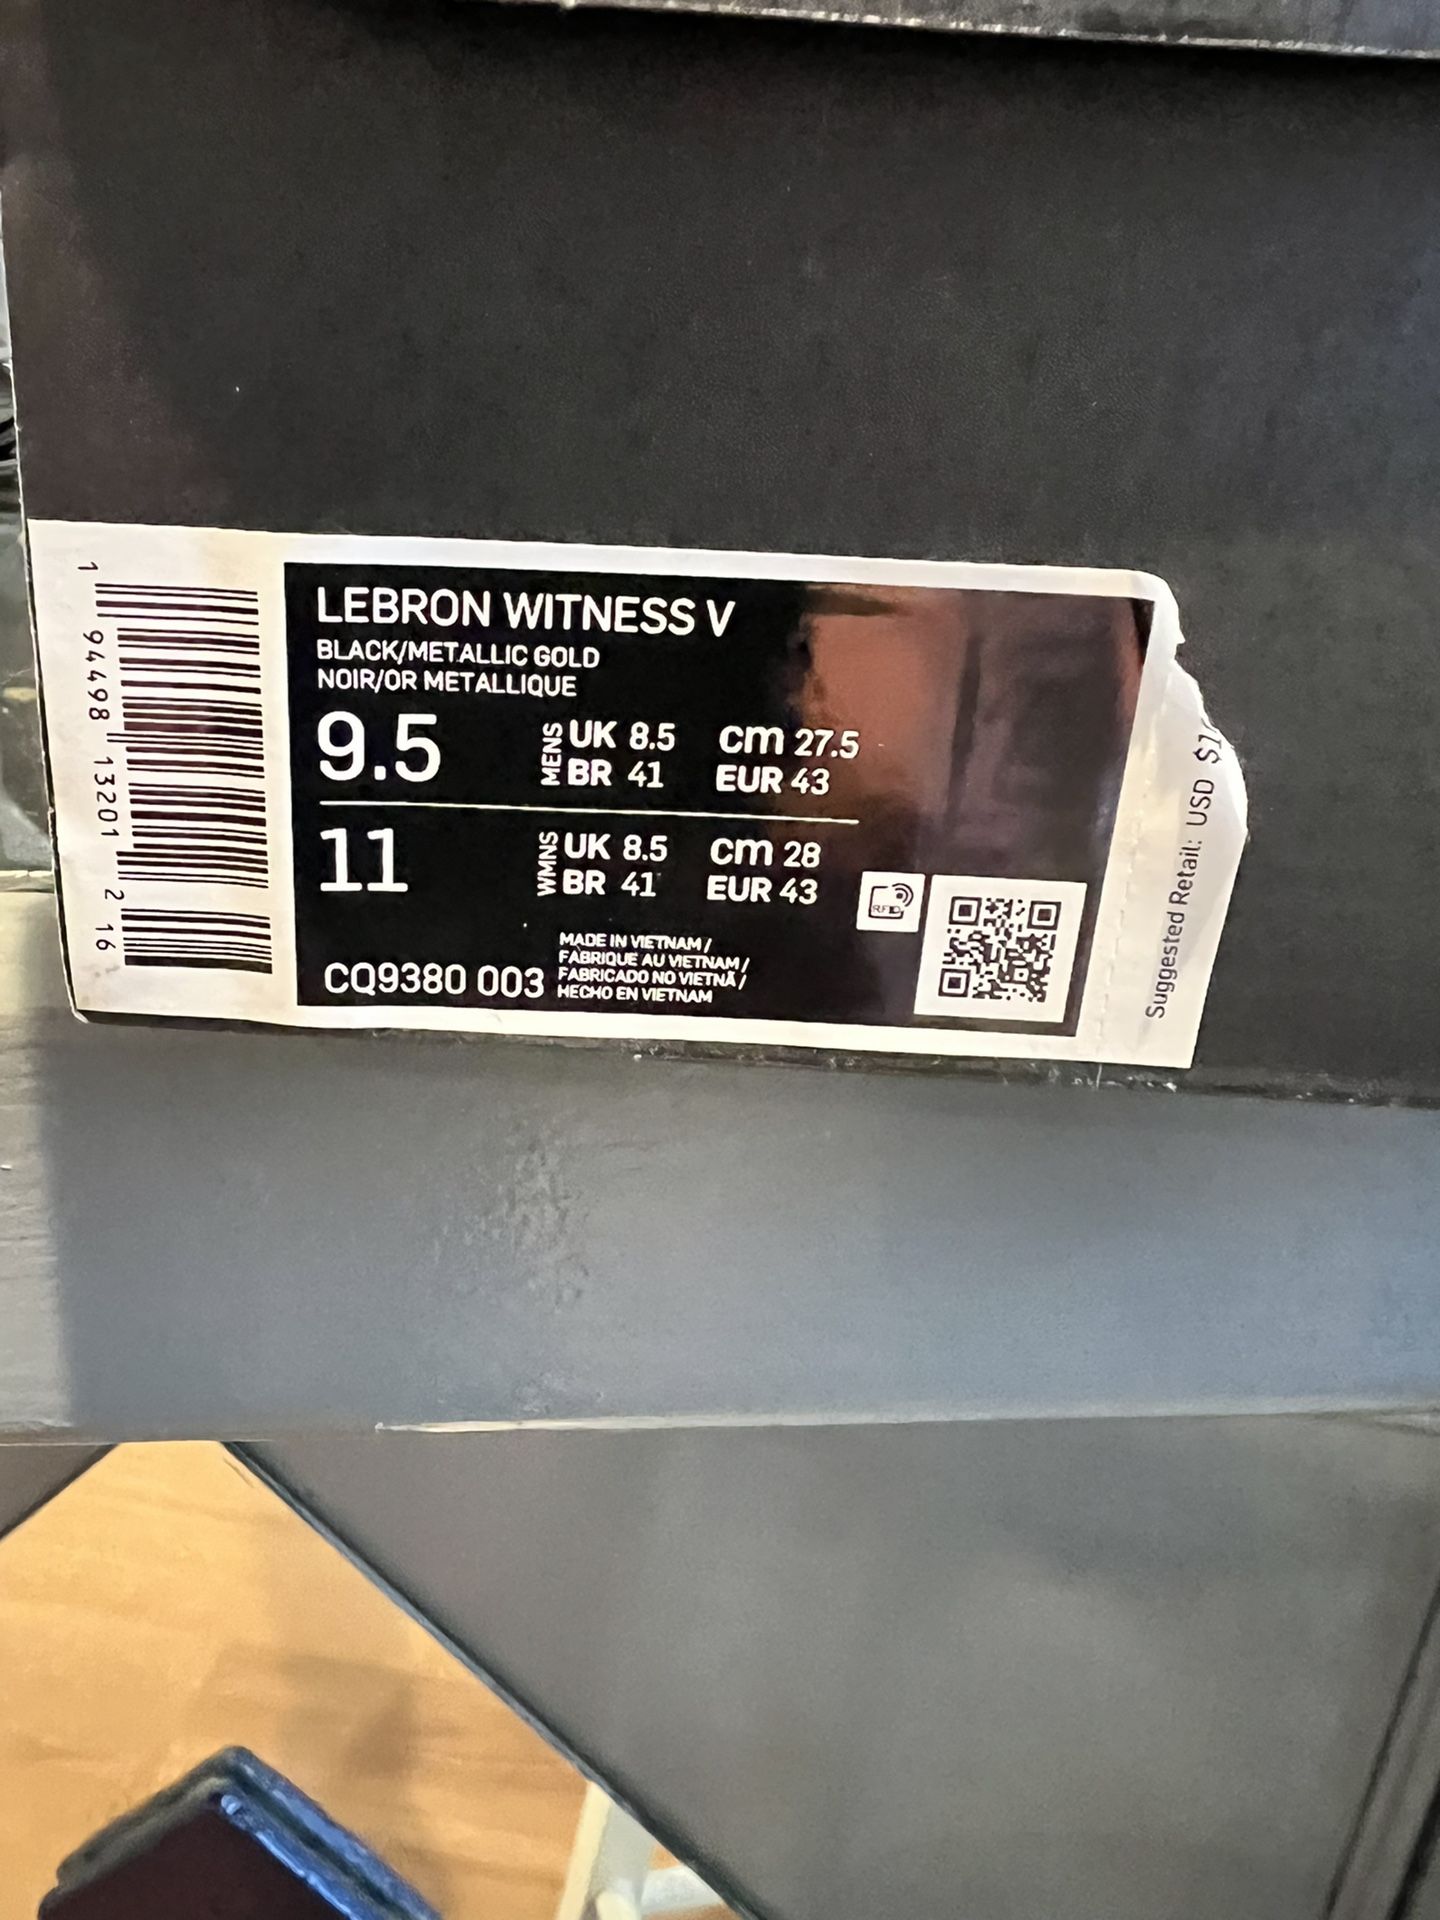 LEBRON WITNESS V
BLACK/METALLIC GOLD
NOIR/OR METALLIQUE
9.5 MENS UK 8.5 cm 27.5
BR 41 EUR 43
11 WMNS UK 8.5 cm 28
BR 41 EUR 43
RFID
CQ9380 003
MADE IN VIETNAM /
FABRIQUE AU VIETNAM /
FABRICADO NO VIETNÃ /
HECHO EN VIETNAM
1 94498 13201 2 16
Suggested Retail: USD